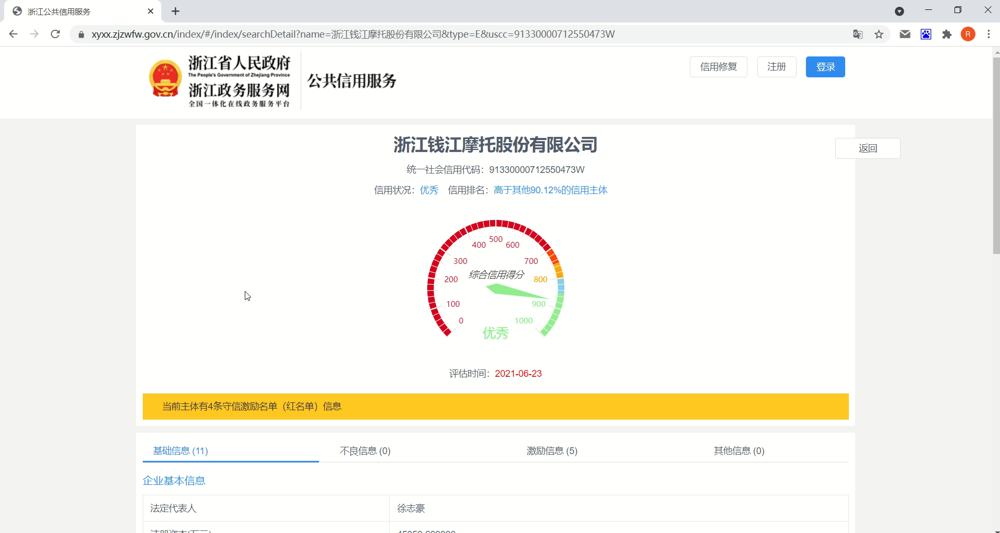 浙江公共信用服务
xyxx.zjzwfw.gov.cn/index/#/index/searchDetail?name=浙江钱江摩托股份有限公司&type=E&uscc=91330000712550473W
R
浙江省人民政府
The People's Government of Zhejiang Province
浙江政务服务网
全国一体化在线政务服务平台
公共信用服务
信用修复
注册
登录
浙江钱江摩托股份有限公司
返回
统一社会信用代码：91330000712550473W
信用状况：优秀 信用排名：高于其他90.12%的信用主体
0
100
200
300
400
500
600
700
800
900
1000
综合信用得分
优秀
评估时间：2021-06-23
当前主体有4条守信激励名单（红名单）信息
基础信息 (11)
不良信息 (0)
激励信息 (5)
其他信息 (0)
企业基本信息
法定代表人
徐志豪